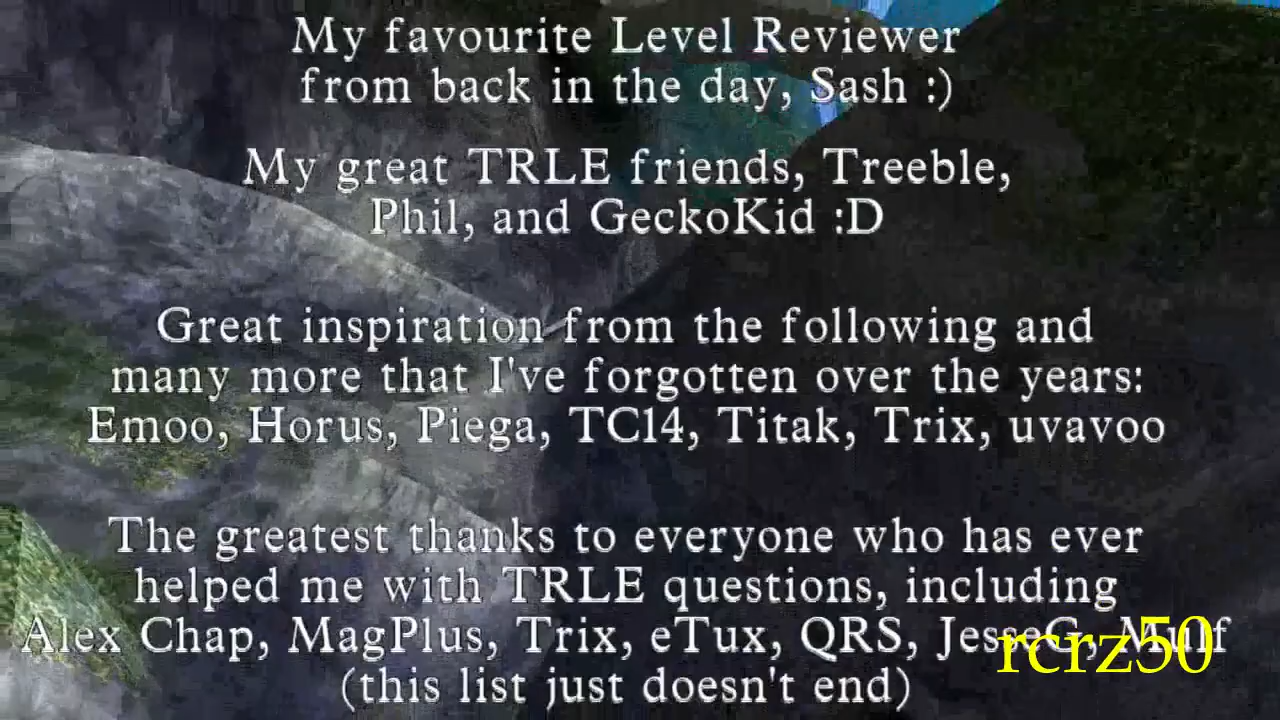 My favourite Level Reviewer
from back in the day, Sash :)
My great TRLE friends, Treeble,
Phil, and GeckoKid :D
Great inspiration from the following and
many more that I've forgotten over the years:
Emoo, Horus, Piega, TC14, Titak, Trix, uvavoo
The greatest thanks to everyone who has ever
helped me with TRLE questions, including
Alex Chap, MagPlus, Trix, eTux, QRS, JesseG, Mulf
rcrz50
(this list just doesn't end)